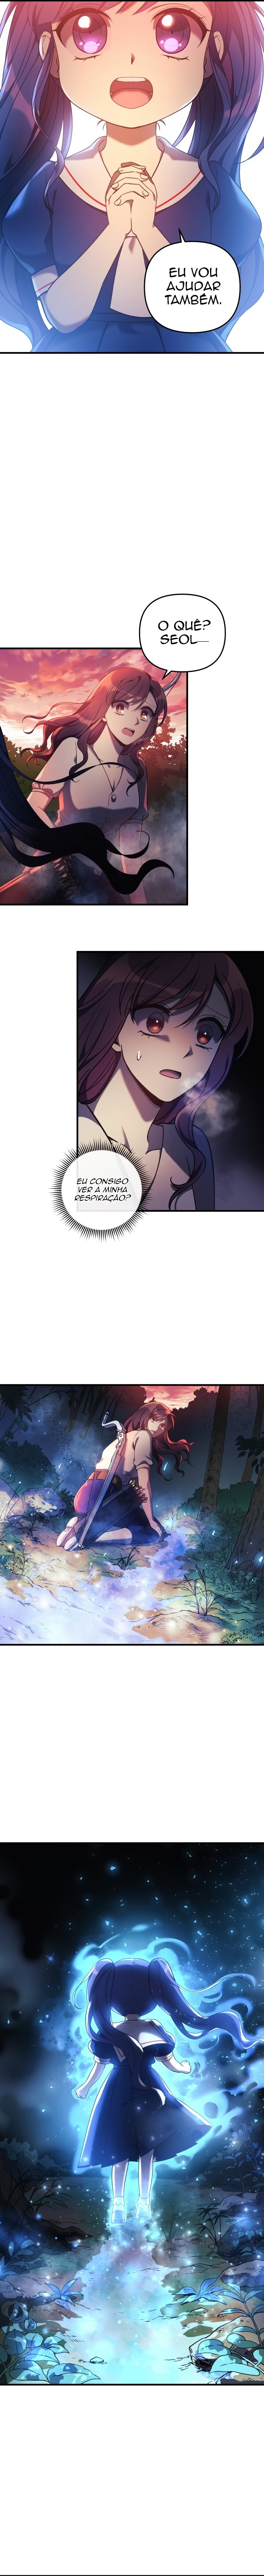 EU VOU
AJUDAR
TAMBÉM.
O QUÊ?
SEOL—
EU CONSIGO
VER A MINHA
RESPIRAÇÃO?